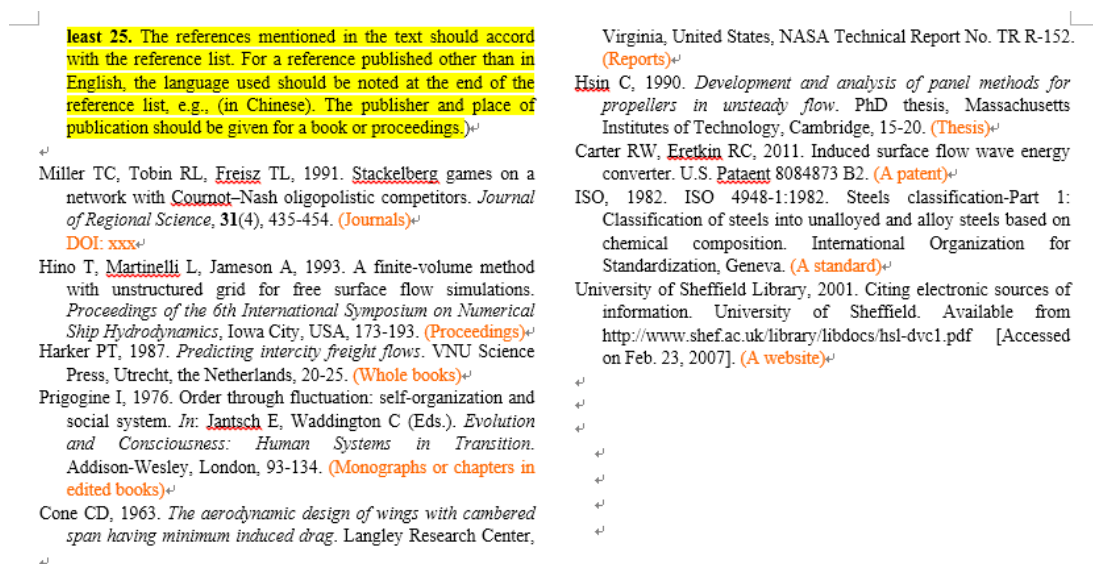 least 25. The references mentioned in the text should accord
with the reference list. For a reference published other than in
English, the language used should be noted at the end of the
reference list, e.g., (in Chinese). The publisher and place of
publication should be given for a book or proceedings.)
Miller TC, Tobin RL, Freisz TL, 1991. Stackelberg games on a
network with Cournot–Nash oligopolistic competitors. Journal
of Regional Science, 31(4), 435-454. (Journals)
DOI: xxx
Hino T, Martinelli L, Jameson A, 1993. A finite-volume method
with unstructured grid for free surface flow simulations.
Proceedings of the 6th International Symposium on Numerical
Ship Hydrodynamics, Iowa City, USA, 173-193. (Proceedings)
Harker PT, 1987. Predicting intercity freight flows. VNU Science
Press, Utrecht, the Netherlands, 20-25. (Whole books)
Prigogine I, 1976. Order through fluctuation: self-organization and
social system. In: Jantsch E, Waddington C (Eds.). Evolution
and Consciousness: Human Systems in Transition.
Addison-Wesley, London, 93-134. (Monographs or chapters in
edited books)
Cone CD, 1963. The aerodynamic design of wings with cambered
span having minimum induced drag. Langley Research Center,
Virginia, United States, NASA Technical Report No. TR R-152.
(Reports)
Hsin C, 1990. Development and analysis of panel methods for
propellers in unsteady flow. PhD thesis, Massachusetts
Institutes of Technology, Cambridge, 15-20. (Thesis)
Carter RW, Eretkin RC, 2011. Induced surface flow wave energy
converter. U.S. Pataent 8084873 B2. (A patent)
ISO, 1982. ISO 4948-1:1982. Steels classification-Part 1:
Classification of steels into unalloyed and alloy steels based on
chemical composition. International Organization for
Standardization, Geneva. (A standard)
University of Sheffield Library, 2001. Citing electronic sources of
information. University of Sheffield. Available from
http://www.shef.ac.uk/library/libdocs/hsl-dvc1.pdf [Accessed
on Feb. 23, 2007]. (A website)